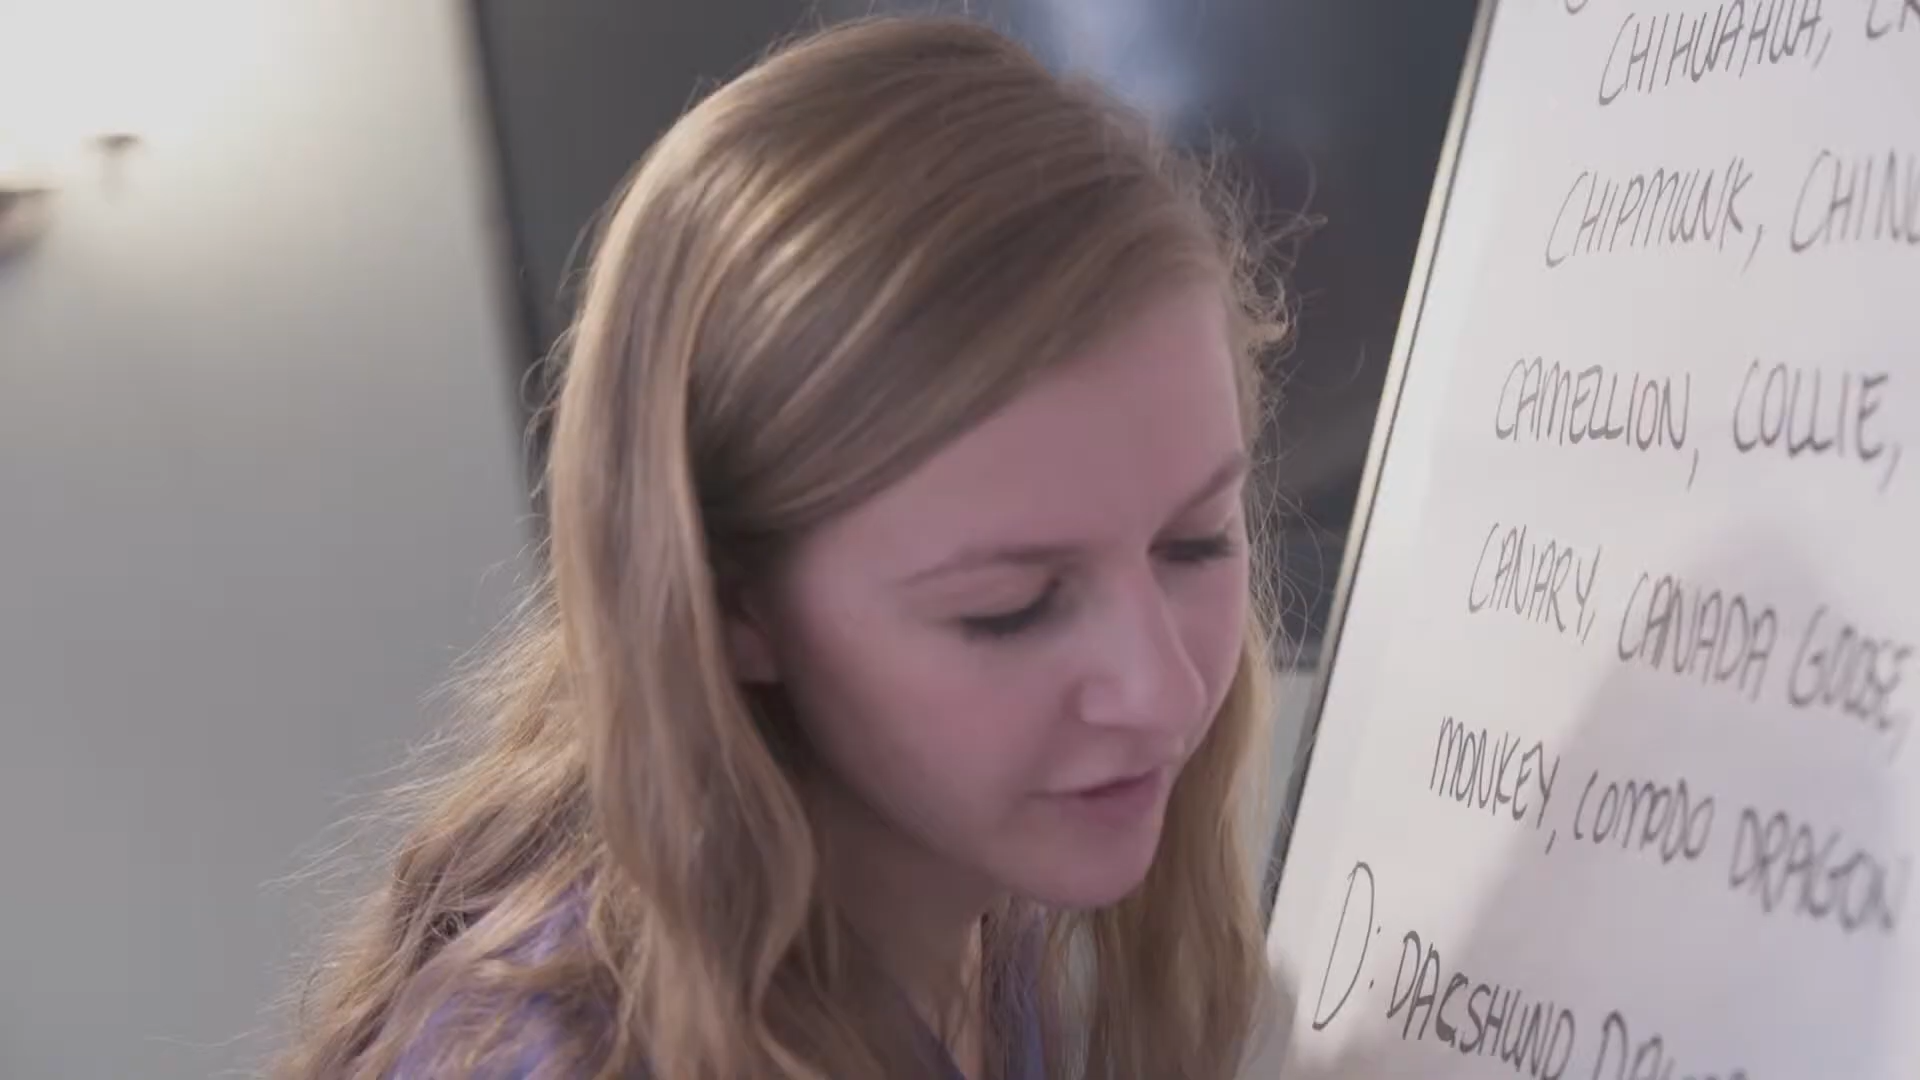 CHIHUAHUA,
CHIPMUNK,
CAMELLION, COLLIE,
CANARY, CANADA GOOSE,
MONKEY, COMODO DRAGON
D: DACSHUND